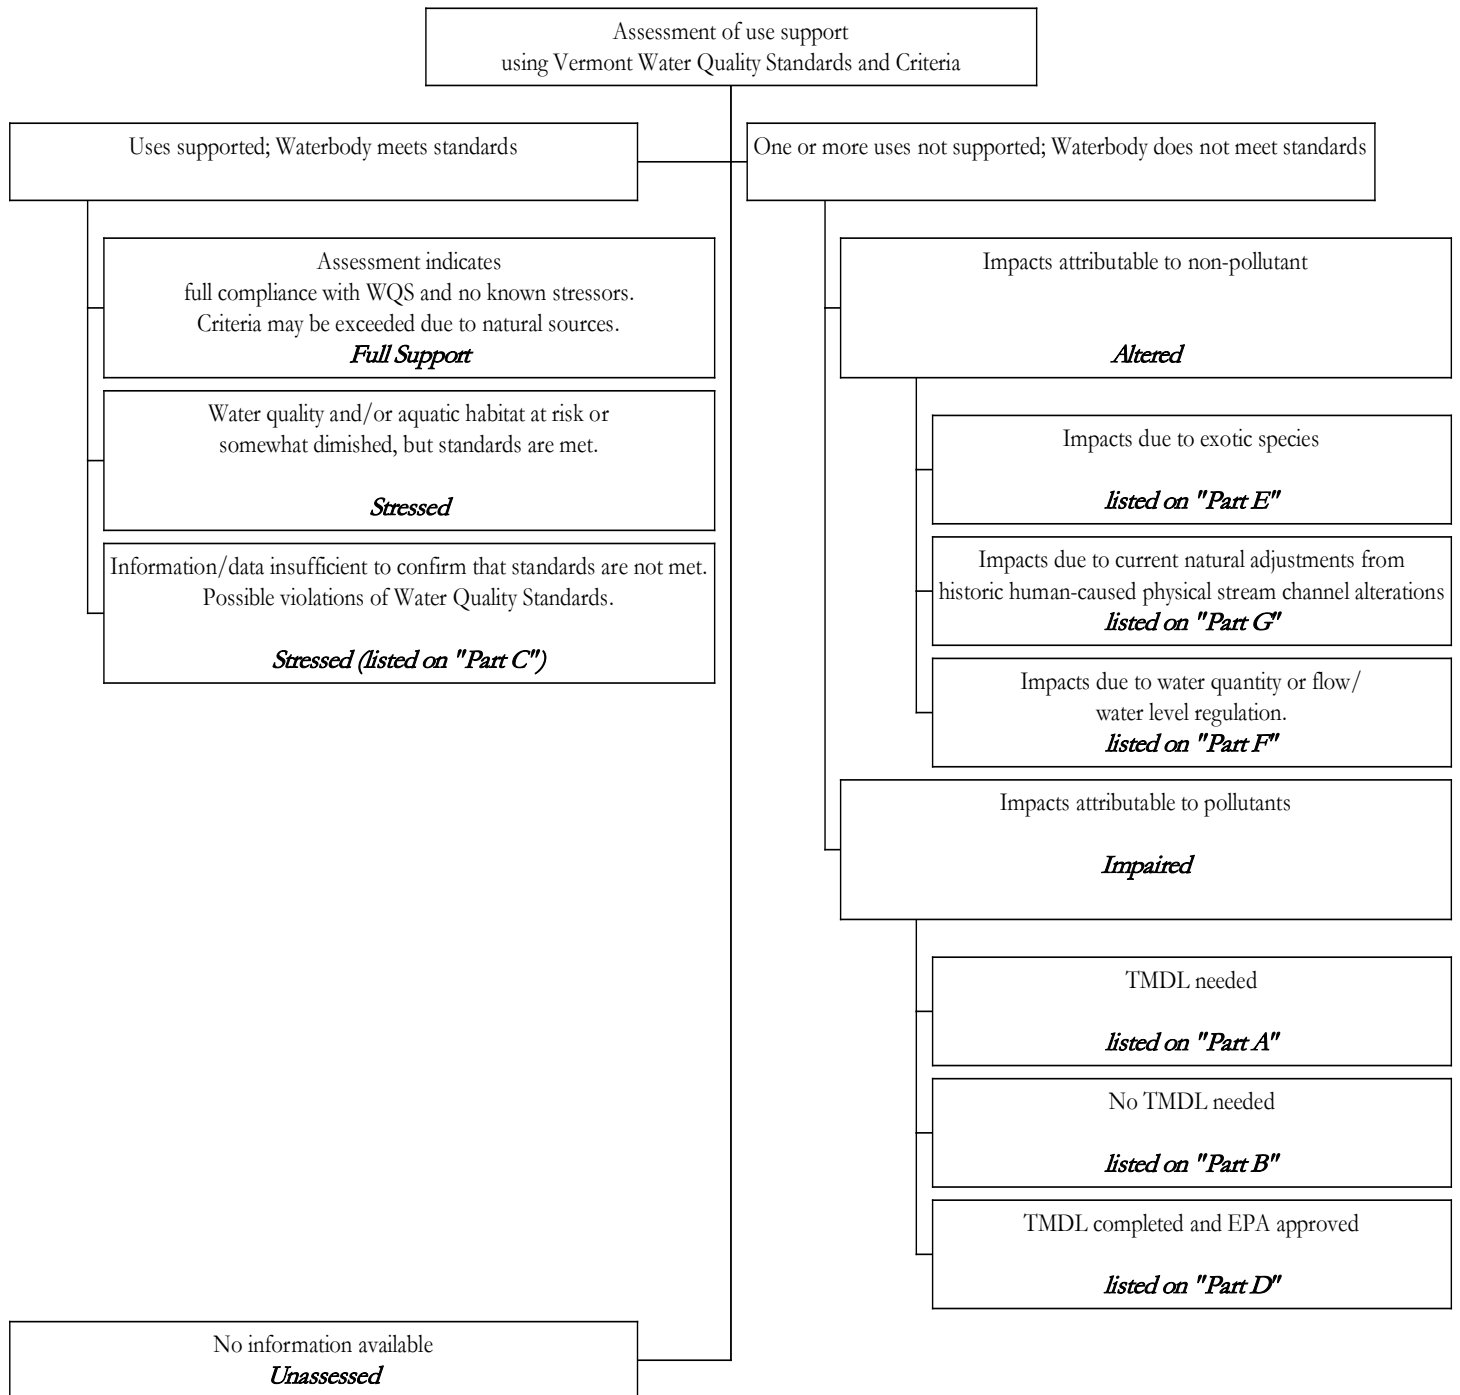 Assessment of use support
using Vermont Water Quality Standards and Criteria
Uses supported; Waterbody meets standards
Assessment indicates
full compliance with WQS and no known stressors.
Criteria may be exceeded due to natural sources.
Full Support
Water quality and/or aquatic habitat at risk or
somewhat dimished, but standards are met.
Stressed
Information/data insufficient to confirm that standards are not met.
Possible violations of Water Quality Standards.
Stressed (listed on "Part C")
One or more uses not supported; Waterbody does not meet standards
Impacts attributable to non-pollutant
Altered
Impacts due to exotic species
listed on "Part E"
Impacts due to current natural adjustments from
historic human-caused physical stream channel alterations
listed on "Part G"
Impacts due to water quantity or flow/
water level regulation.
listed on "Part F"
Impacts attributable to pollutants
Impaired
TMDL needed
listed on "Part A"
No TMDL needed
listed on "Part B"
TMDL completed and EPA approved
listed on "Part D"
No information available
Unassessed